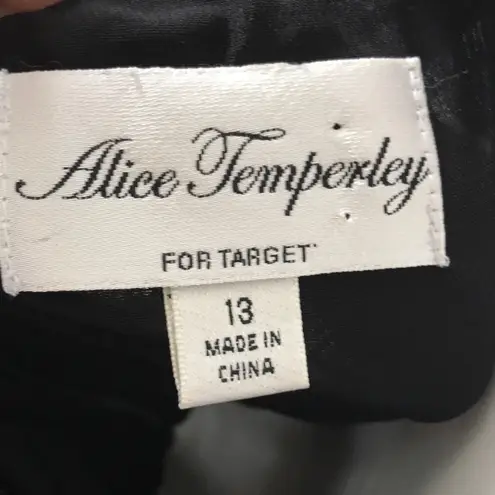 Alice Temperley
FOR TARGET
13
MADE IN
CHINA